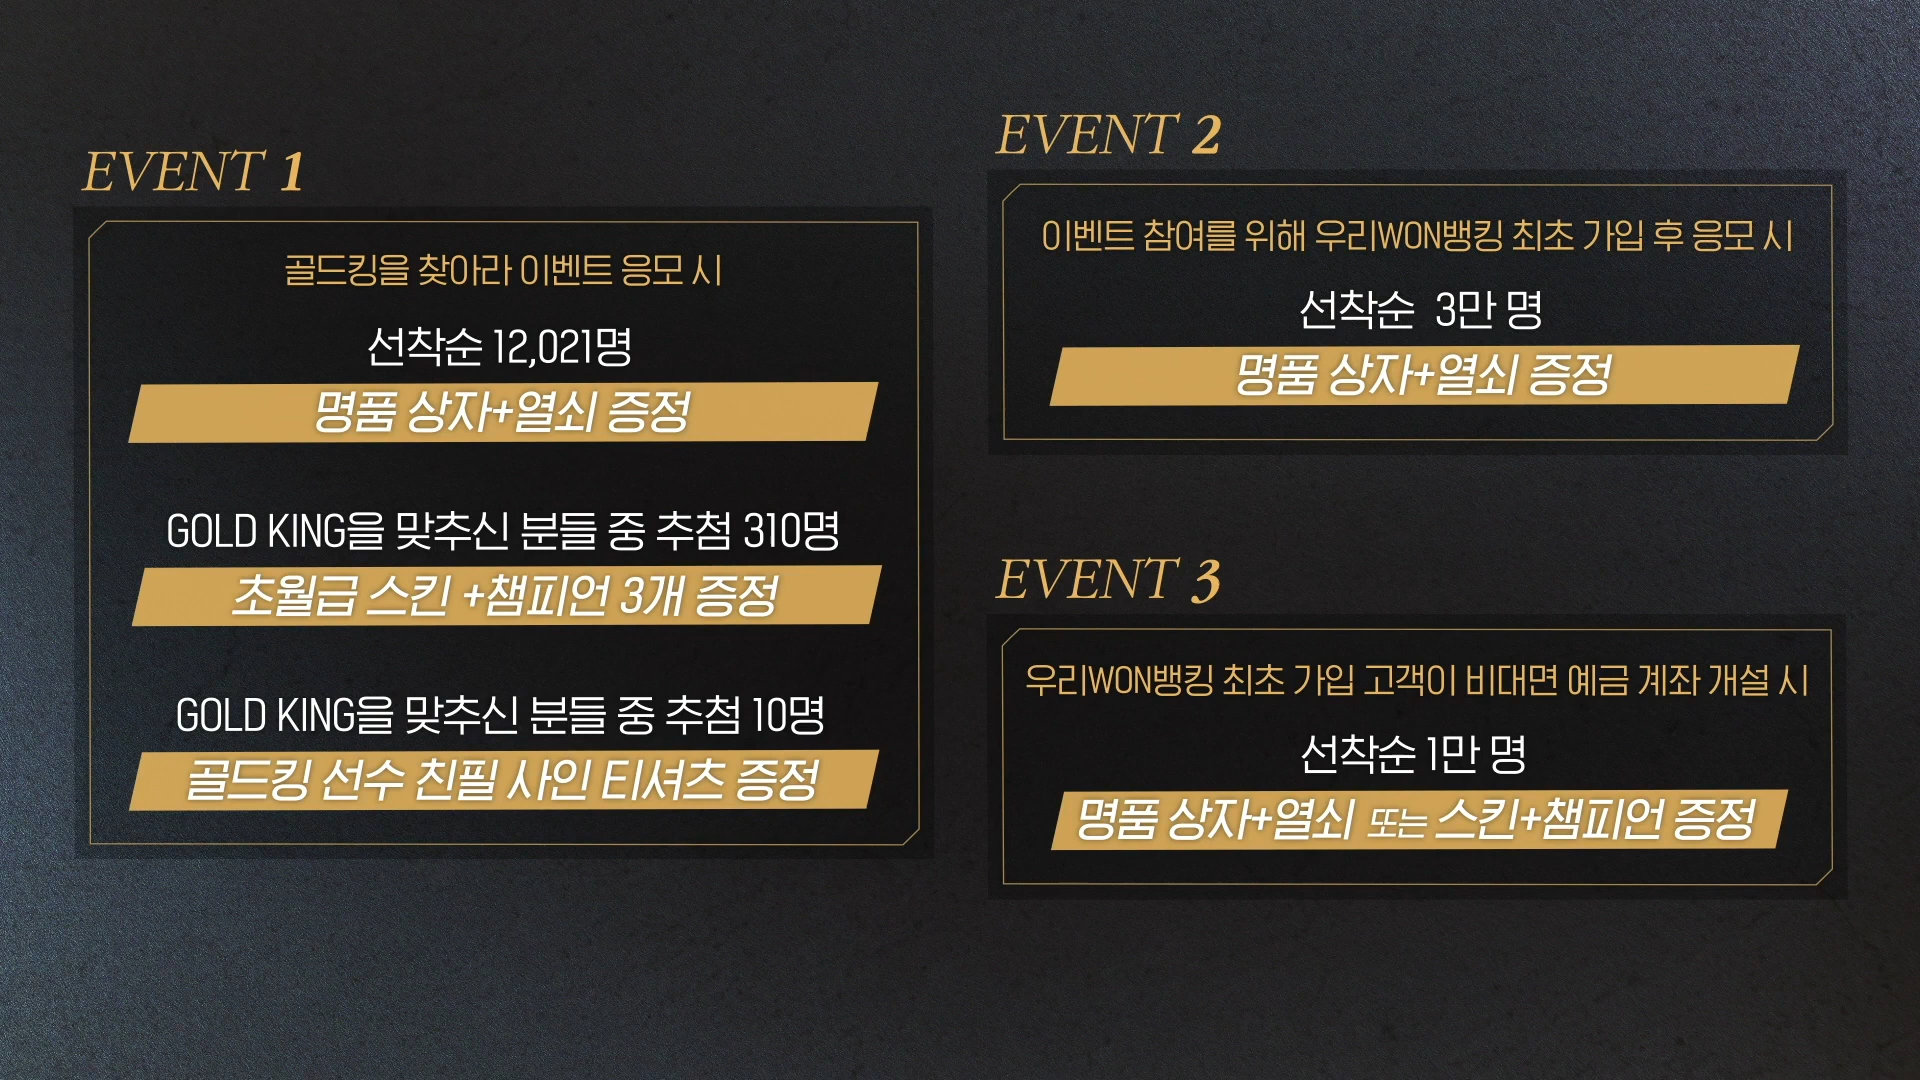 EVENT 1
골드킹을 찾아라 이벤트 응모 시
선착순 12,021명
명품 상자+열쇠 증정
GOLD KING을 맞추신 분들 중 추첨 310명
초월급 스킨 +챔피언 3개 증정
GOLD KING을 맞추신 분들 중 추첨 10명
골드킹 선수 친필 사인 티셔츠 증정
EVENT 2
이벤트 참여를 위해 우리WON뱅킹 최초 가입 후 응모 시
선착순 3만 명
명품 상자+열쇠 증정
EVENT 3
우리WON뱅킹 최초 가입 고객이 비대면 예금 계좌 개설 시
선착순 1만 명
명품 상자+열쇠 또는 스킨+챔피언 증정